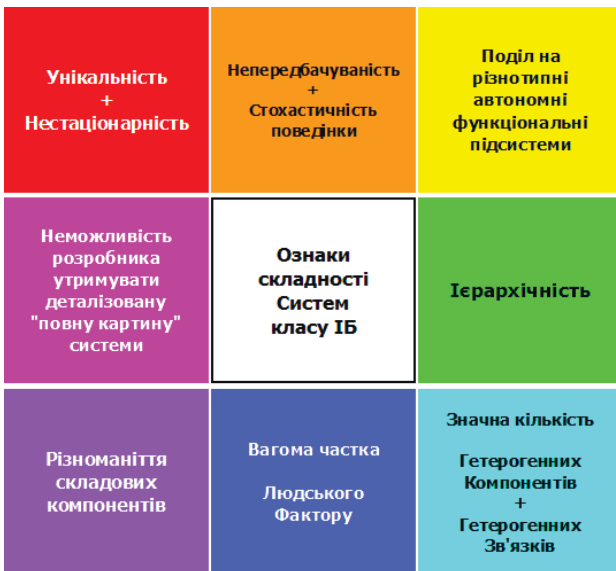 Унікальність
+
Нестаціонарність
Непередбачуваність
+
Стохастичність
поведінки
Поділ на
різнотипні
автономні
функціональні
підсистеми
Неможливість
розробника
утримувати
деталізовану
"повну картину"
системи
Ознаки
складності
Систем
класу ІБ
Ієрархічність
Різноманіття
складових
компонентів
Вагома частка
Людського
Фактору
Значна кількість
Гетерогенних
Компонентів
+
Гетерогенних
Зв'язків